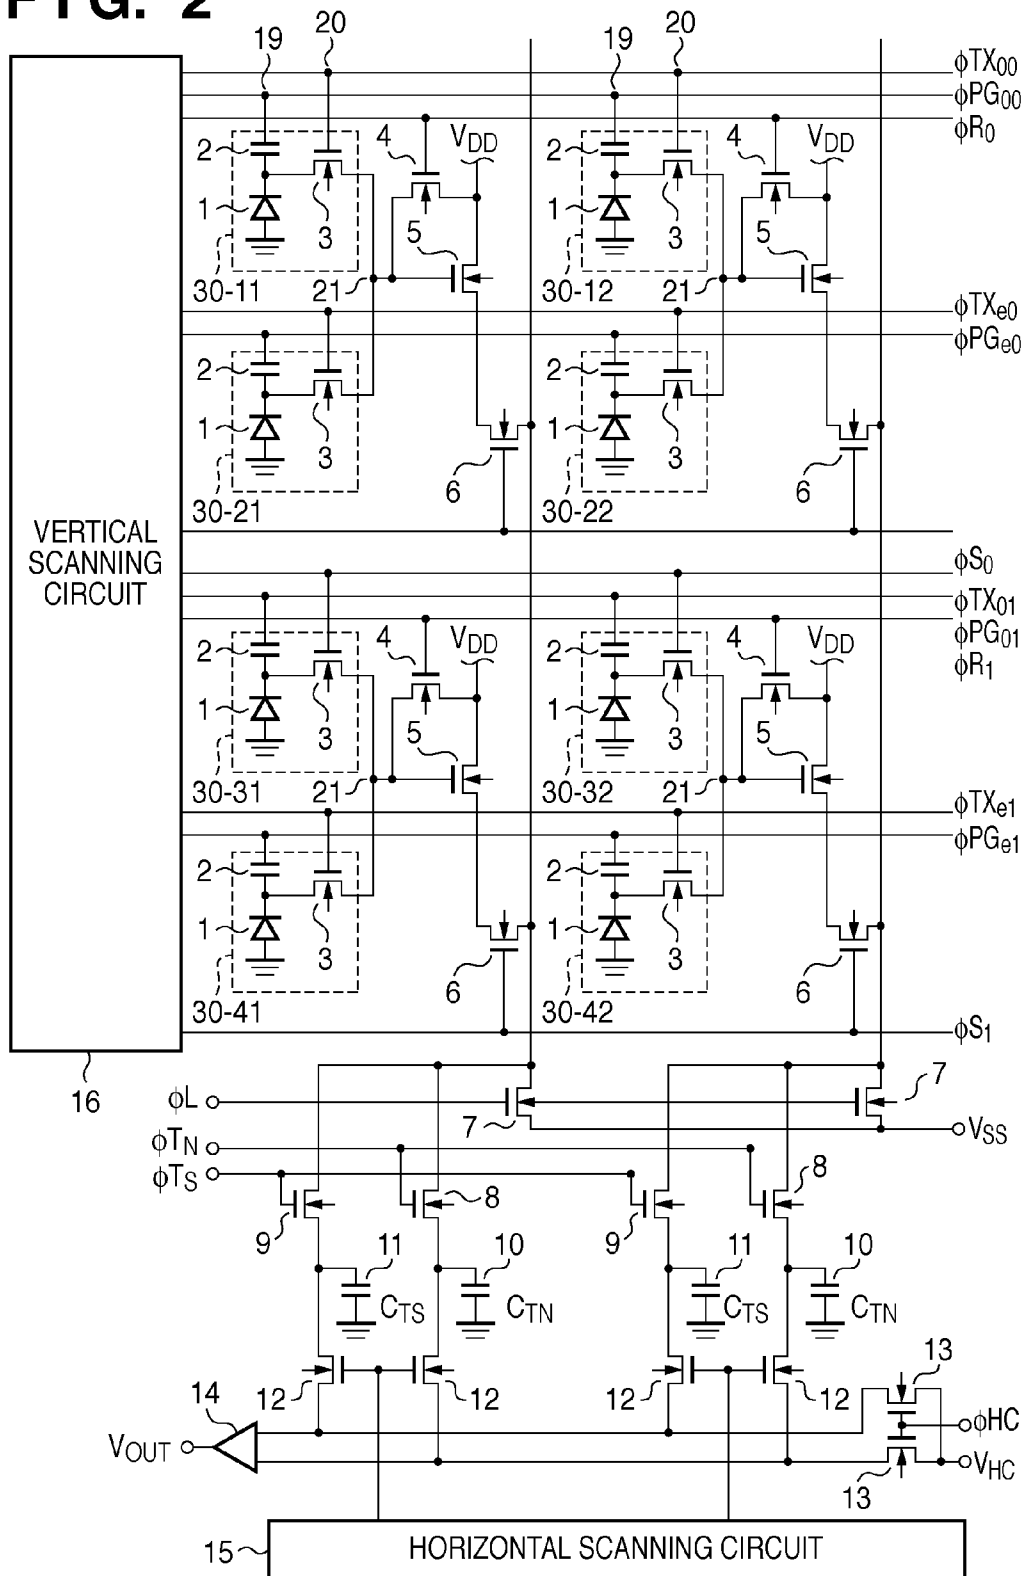 FIG. 2
19 20 19 20
ϕTX00
ϕPG00
ϕR0
2 4 VDD 2 4 VDD
1 3 5 1 3 5
30-11 21 30-12 21
ϕTXe0
ϕPGe0
2 2
1 3 1 3
6 6
30-21 30-22
VERTICAL
SCANNING
CIRCUIT
ϕS0
ϕTX01
ϕPG01
ϕR1
2 4 VDD 2 4 VDD
1 3 5 1 3 5
30-31 21 30-32 21
ϕTXe1
ϕPGe1
2 2
1 3 1 3
6 6
30-41 30-42
ϕS1
16
ϕL 7 7
VSS
ϕTN
ϕTS
9 8 9 8
11 10 11 10
CTS CTN CTS CTN
12 12 12 12 13
14
ϕHC
VOUT
VHC
13
15 HORIZONTAL SCANNING CIRCUIT